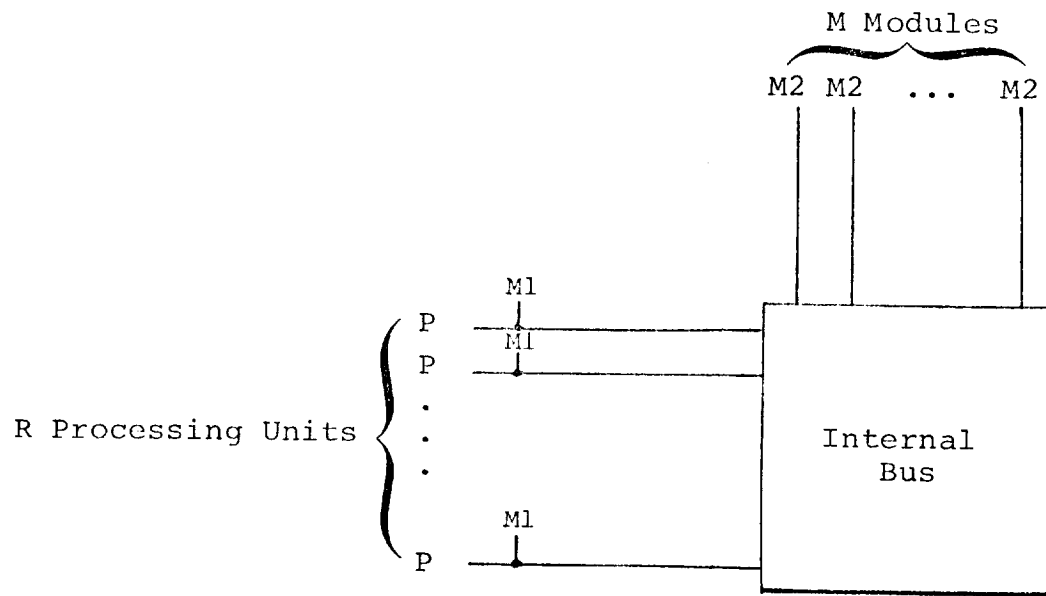 M Modules
M2 M2 ... M2
M1
P
M1
P
.
.
.
R Processing Units
Internal
Bus
M1
P